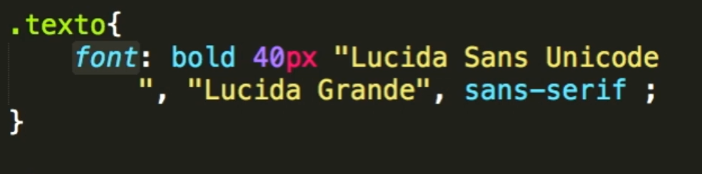 .texto{
font: bold 40px "Lucida Sans Unicode
", "Lucida Grande", sans-serif ;
}